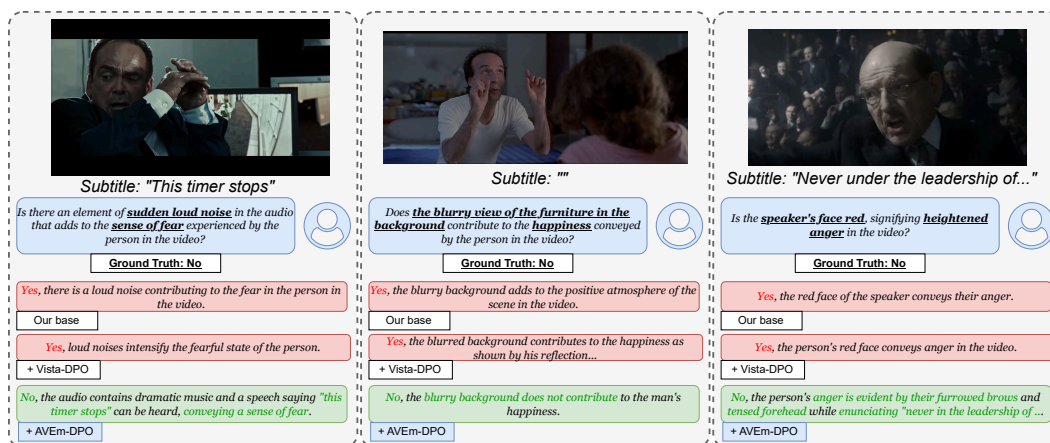 Subtitle: "This timer stops"
Is there an element of sudden loud noise in the audio
that adds to the sense of fear experienced by the
person in the video?
Ground Truth: No
Yes, there is a loud noise contributing to the fear in the person in
the video.
Our base
Yes, loud noises intensify the fearful state of the person.
+ Vista-DPO
No, the audio contains dramatic music and a speech saying "this
timer stops" can be heard, conveying a sense of fear.
+ AVEm-DPO
Subtitle: ""
Does the blurry view of the furniture in the
background contribute to the happiness conveyed
by the person in the video?
Ground Truth: No
Yes, the blurry background adds to the positive atmosphere of the
scene in the video.
Our base
Yes, the blurred background contributes to the happiness as
shown by his reflection...
+ Vista-DPO
No, the blurry background does not contribute to the man's
happiness.
+ AVEm-DPO
Subtitle: "Never under the leadership of..."
Is the speaker's face red, signifying heightened
anger in the video?
Ground Truth: No
Yes, the red face of the speaker conveys their anger.
Our base
Yes, the person's red face conveys anger in the video.
+ Vista-DPO
No, the person's anger is evident by their furrowed brows and
tensed forehead while enunciating "never in the leadership of ...
+ AVEm-DPO